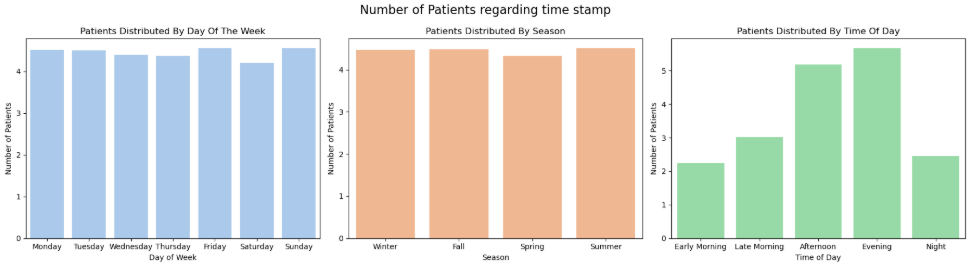 Number of Patients regarding time stamp
Patients Distributed By Day Of The Week
Number of Patients
4
3
2
1
0
Monday Tuesday Wednesday Thursday Friday Saturday Sunday
Day of Week
Patients Distributed By Season
Number of Patients
4
3
2
1
0
Winter Fall Spring Summer
Season
Patients Distributed By Time Of Day
Number of Patients
5
4
3
2
1
0
Early Morning Late Morning Afternoon Evening Night
Time of Day